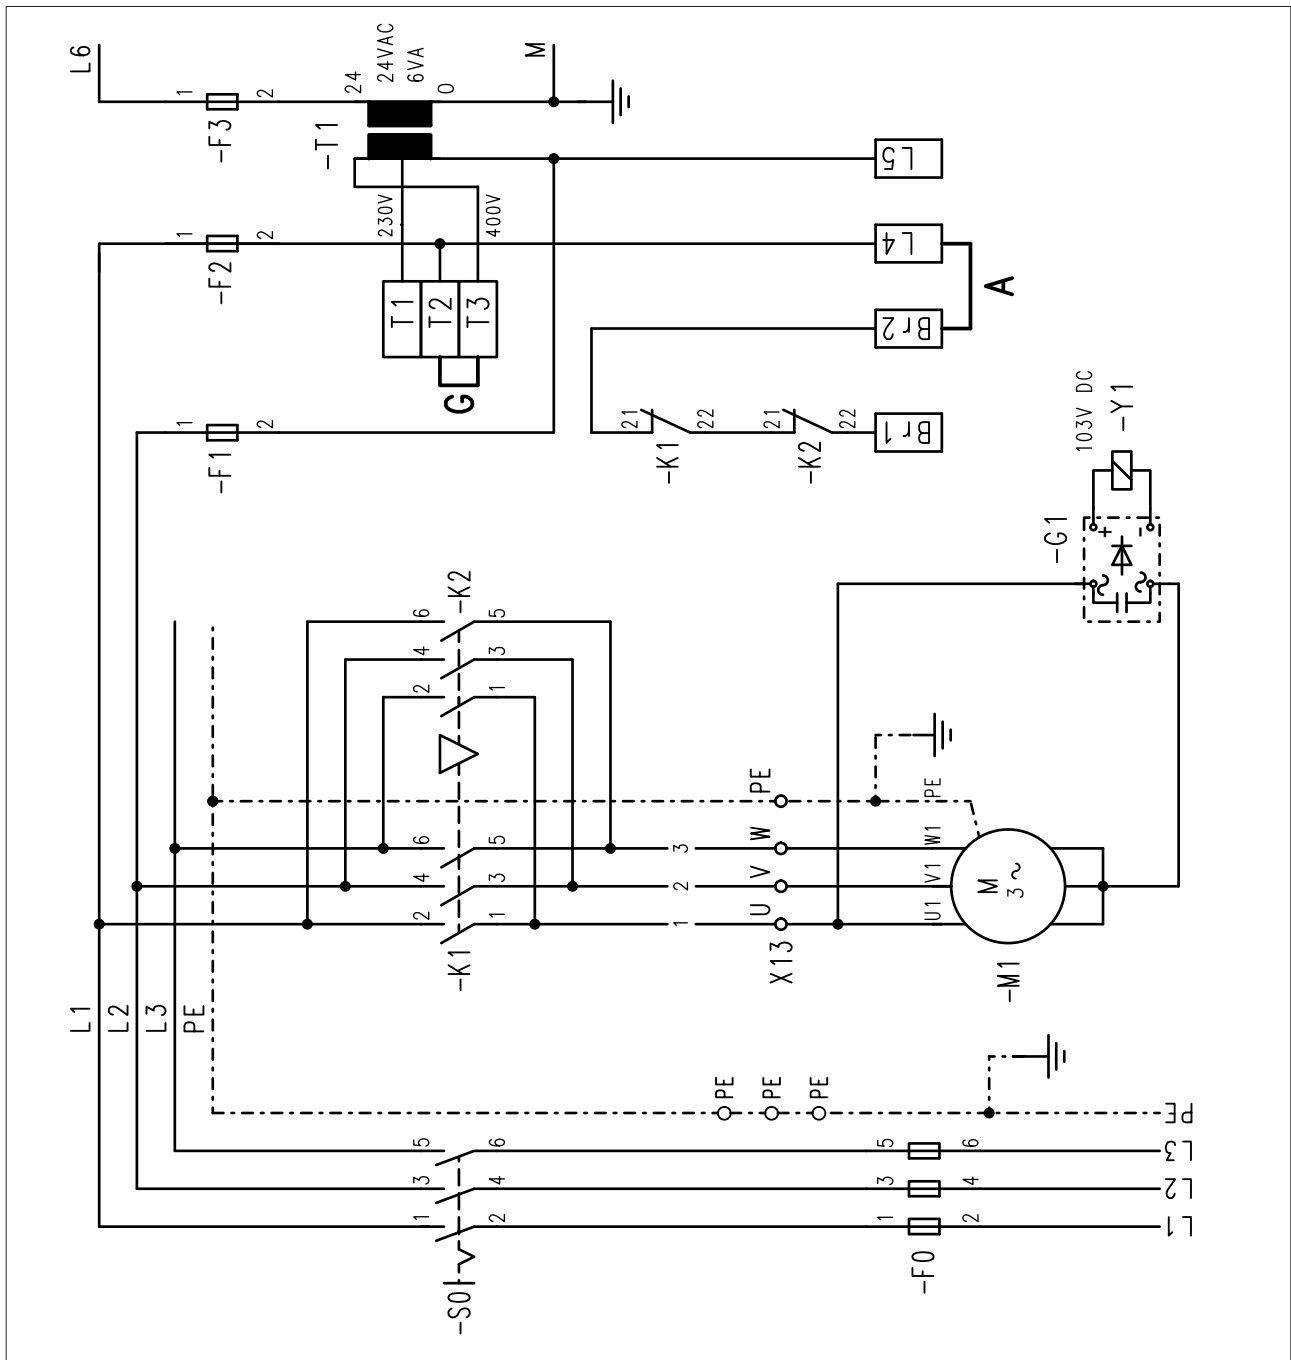 L6
1
2
-F3
24
24VAC
6VA
0
-T1
M
L5
230V
400V
1
2
-F2
T1
T2
T3
G
L4
Br2
A
1
2
-F1
21
22
-K1
21
22
-K2
Br1
103V DC
-Y1
-G1
+
-
-K2
6
5
4
3
2
1
PE
PE
6
5
3
W
W1
4
3
2
V
V1
2
1
1
U
U1
-K1
X13
M
3~
-M1
L1
L2
L3
PE
PE
PE
PE
PE
5
6
5
6
L3
3
4
3
4
L2
1
2
1
2
L1
-S0
-F0